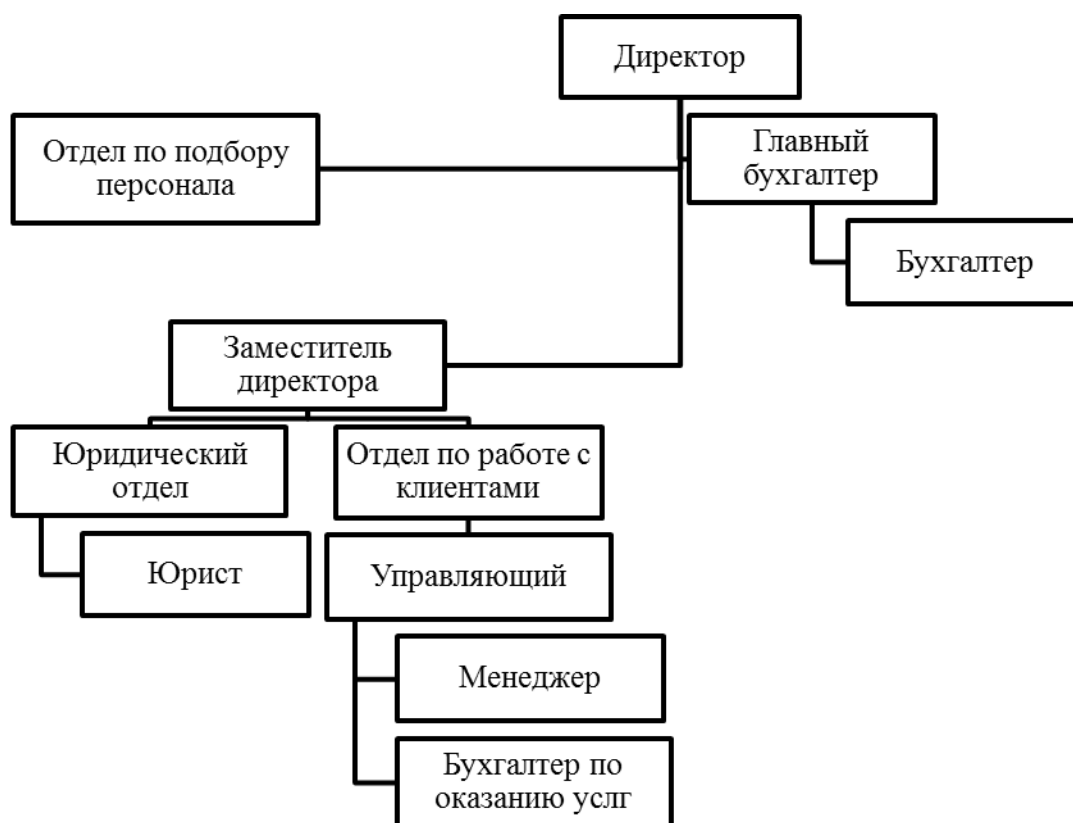 Директор
Отдел по подбору
персонала
Главный
бухгалтер
Бухгалтер
Заместитель
директора
Юридический
отдел
Отдел по работе с
клиентами
Юрист
Управляющий
Менеджер
Бухгалтер по
оказанию услг